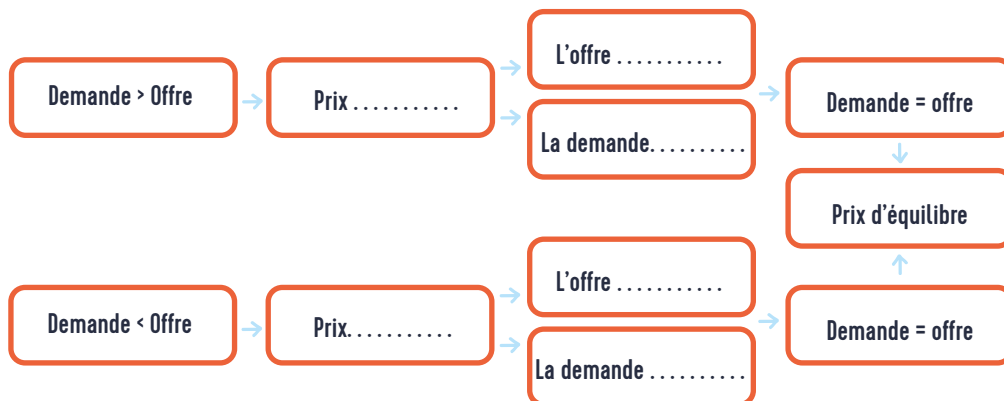 Demande > Offre
Prix ...........
L'offre ...........
La demande..........
Demande = offre
Prix d'équilibre
Demande < Offre
Prix...........
L'offre ...........
La demande ..........
Demande = offre